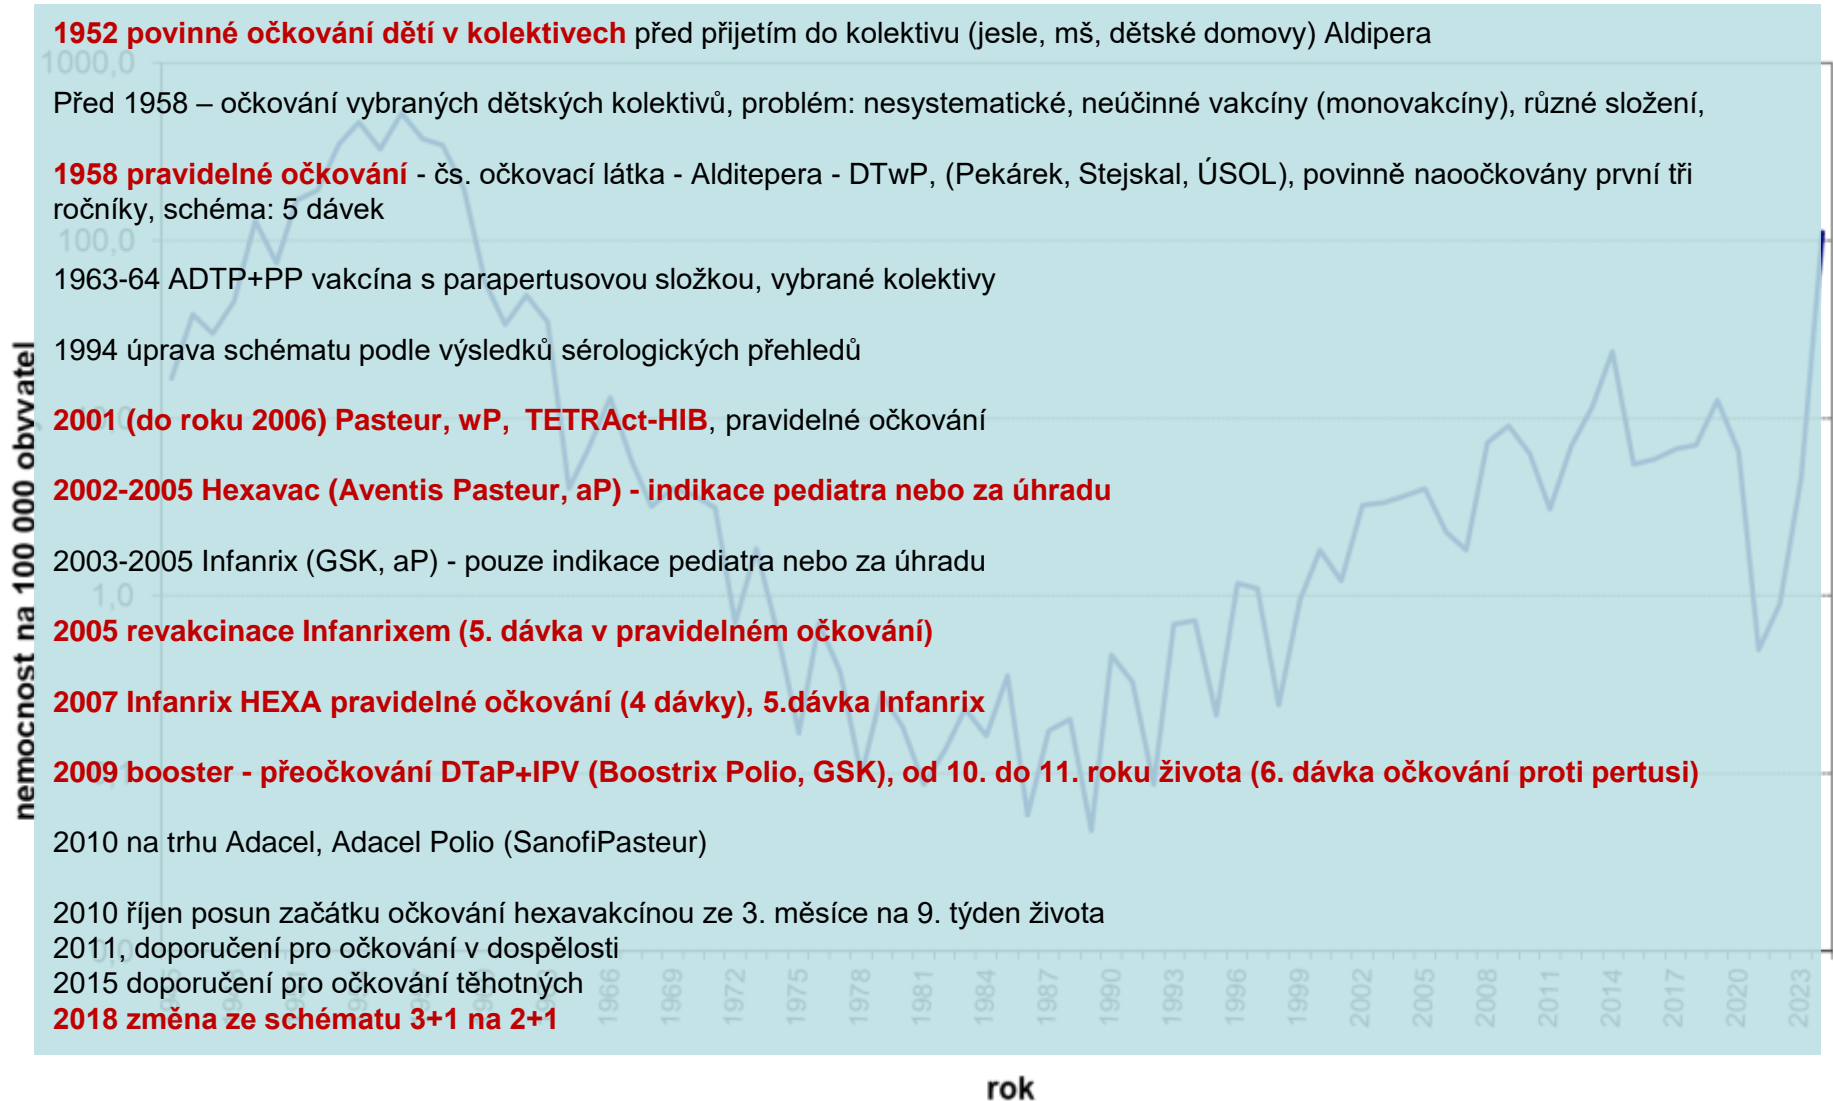 1952 povinné očkování dětí v kolektivech před přijetím do kolektivu (jesle, mš, dětské domovy) Aldipera
1000,0
Před 1958 – očkování vybraných dětských kolektivů, problém: nesystematické, neúčinné vakcíny (monovakcíny), různé složení,
1958 pravidelné očkování - čs. očkovací látka - Alditepera - DTwP, (Pekárek, Stejskal, ÚSOL), povinně naoočkovány první tři
ročníky, schéma: 5 dávek
100,0
1963-64 ADTP+PP vakcína s parapertusovou složkou, vybrané kolektivy
1994 úprava schématu podle výsledků sérologických přehledů
2001 (do roku 2006) Pasteur, wP, TETRAct-HIB, pravidelné očkování
2002-2005 Hexavac (Aventis Pasteur, aP) - indikace pediatra nebo za úhradu
2003-2005 Infanrix (GSK, aP) - pouze indikace pediatra nebo za úhradu
1,0
2005 revakcinace Infanrixem (5. dávka v pravidelném očkování)
2007 Infanrix HEXA pravidelné očkování (4 dávky), 5.dávka Infanrix
2009 booster - přeočkování DTaP+IPV (Boostrix Polio, GSK), od 10. do 11. roku života (6. dávka očkování proti pertusi)
2010 na trhu Adacel, Adacel Polio (SanofiPasteur)
2010 říjen posun začátku očkování hexavakcínou ze 3. měsíce na 9. týden života
2011, doporučení pro očkování v dospělosti
2015 doporučení pro očkování těhotných
2018 změna ze schématu 3+1 na 2+1
nemocnost na 100 000 obyvatel
1966 1969 1972 1975 1978 1981 1984 1987 1990 1993 1996 1999 2002 2005 2008 2011 2014 2017 2020 2023
rok